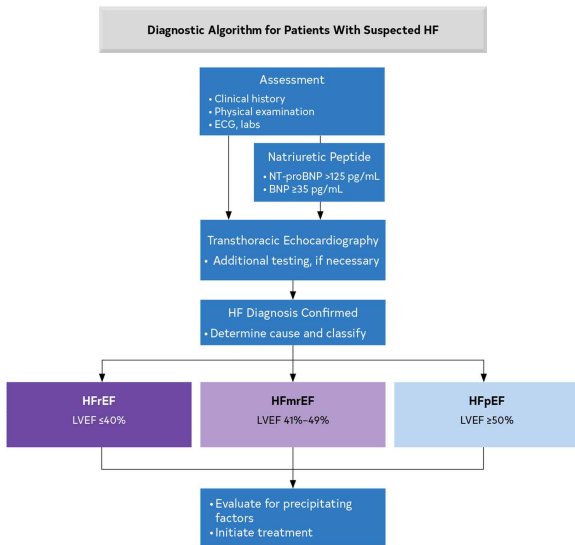 Diagnostic Algorithm for Patients With Suspected HF
Assessment
• Clinical history
• Physical examination
• ECG, labs
Natriuretic Peptide
• NT-proBNP >125 pg/mL
• BNP ≥35 pg/mL
Transthoracic Echocardiography
• Additional testing, if necessary
HF Diagnosis Confirmed
• Determine cause and classify
HFrEF
LVEF ≤40%
HFmrEF
LVEF 41%–49%
HFpEF
LVEF ≥50%
• Evaluate for precipitating
factors
• Initiate treatment